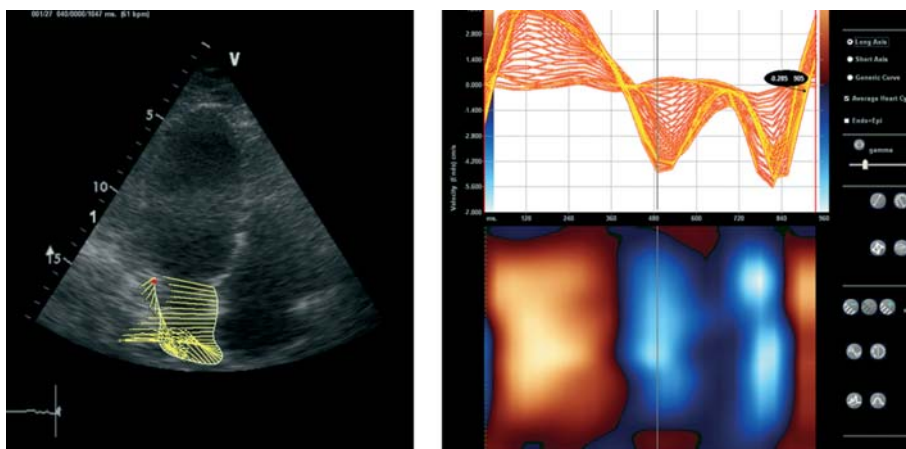 001/27 040/0000/1047 ms. (61 bpm)
V
5
10
1
15
2.800
1.400
0.000
-1.400
-2.800
-4.200
-5.600
-7.000
Velocity (Endo) cm/s
0.285 905
ms. 120 240 360 480 600 720 840 960
Long Axis
Short Axis
Generic Curve
Average Heart Cy
Endo+Epi
gamma